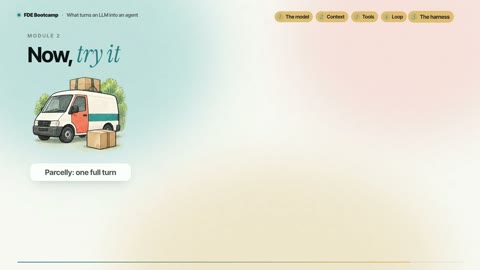 FDE Bootcamp · What turns an LLM into an agent
The model
Context
Tools
Loop
The harness
MODULE 2
Now, try it
Parcelly: one full turn